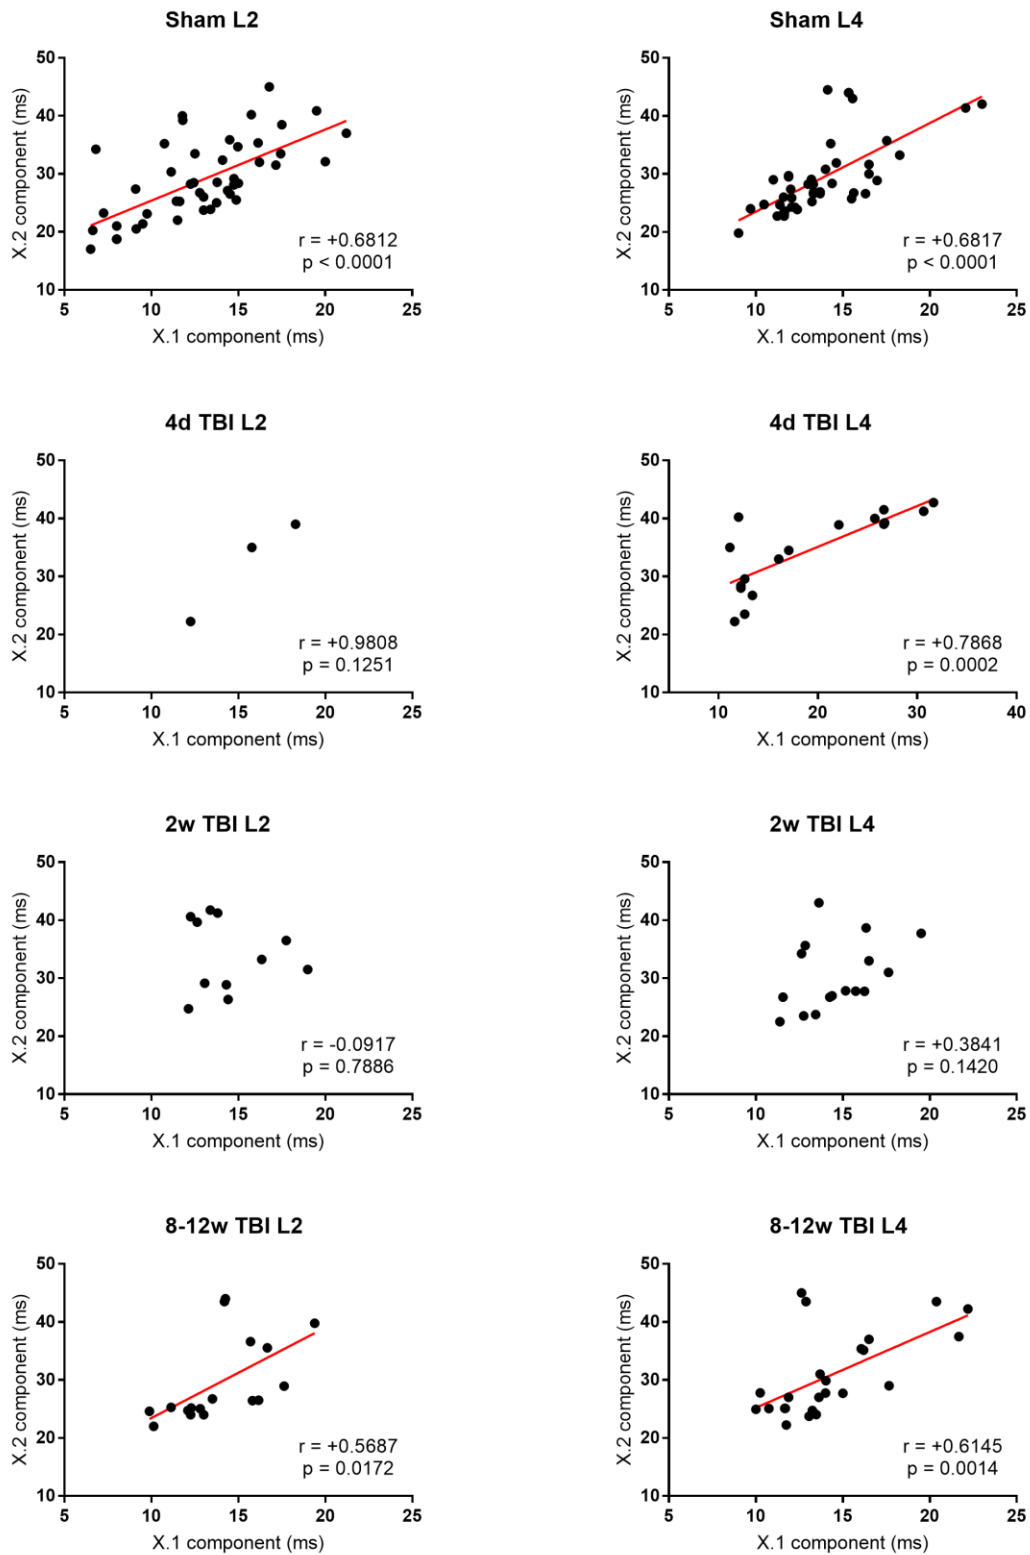 Sham L2
50
40
30
20
10
5
10
15
20
25
X.2 component (ms)
X.1 component (ms)
r = +0.6812
p < 0.0001
Sham L4
50
40
30
20
10
5
10
15
20
25
X.2 component (ms)
X.1 component (ms)
r = +0.6817
p < 0.0001
4d TBI L2
50
40
30
20
10
5
10
15
20
25
X.2 component (ms)
X.1 component (ms)
r = +0.9808
p = 0.1251
4d TBI L4
50
40
30
20
10
10
20
30
40
X.2 component (ms)
X.1 component (ms)
r = +0.7868
p = 0.0002
2w TBI L2
50
40
30
20
10
5
10
15
20
25
X.2 component (ms)
X.1 component (ms)
r = -0.0917
p = 0.7886
2w TBI L4
50
40
30
20
10
5
10
15
20
25
X.2 component (ms)
X.1 component (ms)
r = +0.3841
p = 0.1420
8-12w TBI L2
50
40
30
20
10
5
10
15
20
25
X.2 component (ms)
X.1 component (ms)
r = +0.5687
p = 0.0172
8-12w TBI L4
50
40
30
20
10
5
10
15
20
25
X.2 component (ms)
X.1 component (ms)
r = +0.6145
p = 0.0014